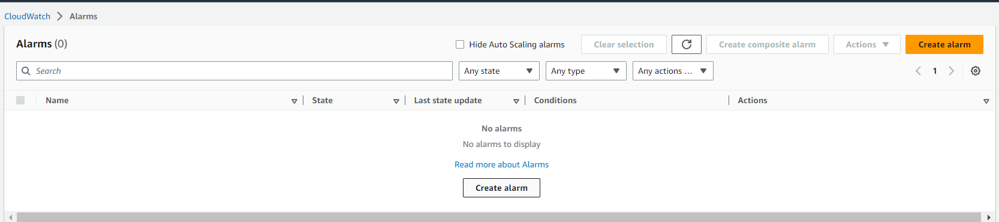 CloudWatch > Alarms
Alarms (0) Hide Auto Scaling alarms Clear selection Create composite alarm Actions Create alarm
Search Any state Any type Any actions ... 1
Name State Last state update Conditions Actions
No alarms
No alarms to display
Read more about Alarms
Create alarm